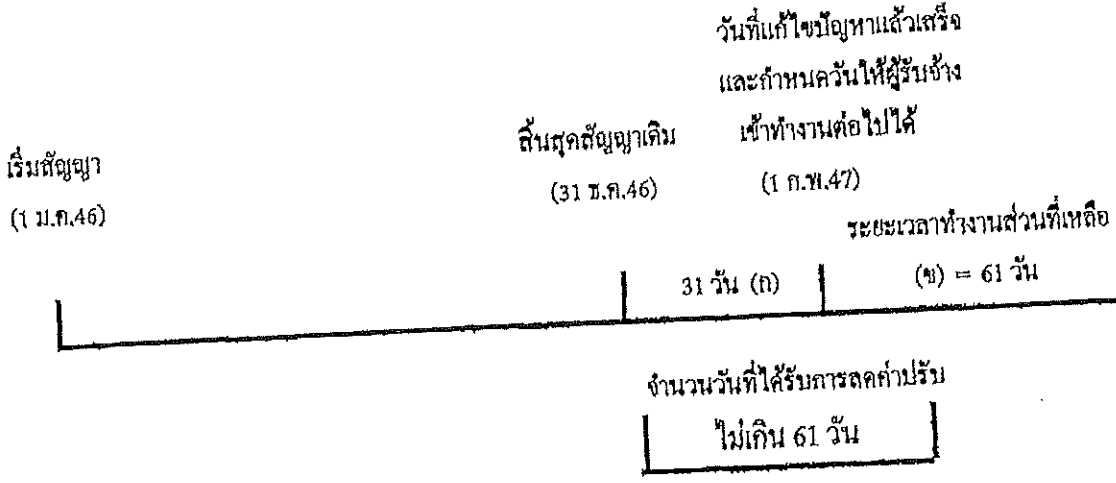 วันที่แก้ไขปัญหาแล้วเสร็จ
และกำหนดวันให้ผู้รับจ้าง
เข้าทำงานต่อไปได้
(1 ก.พ.47)
สิ้นสุดสัญญาเดิม
(31 ธ.ค.46)
เริ่มสัญญา
(1 ม.ค.46)
ระยะเวลาทำงานส่วนที่เหลือ
(ข) = 61 วัน
31 วัน (ก)
จำนวนวันที่ได้รับการลดค่าปรับ
ไม่เกิน 61 วัน